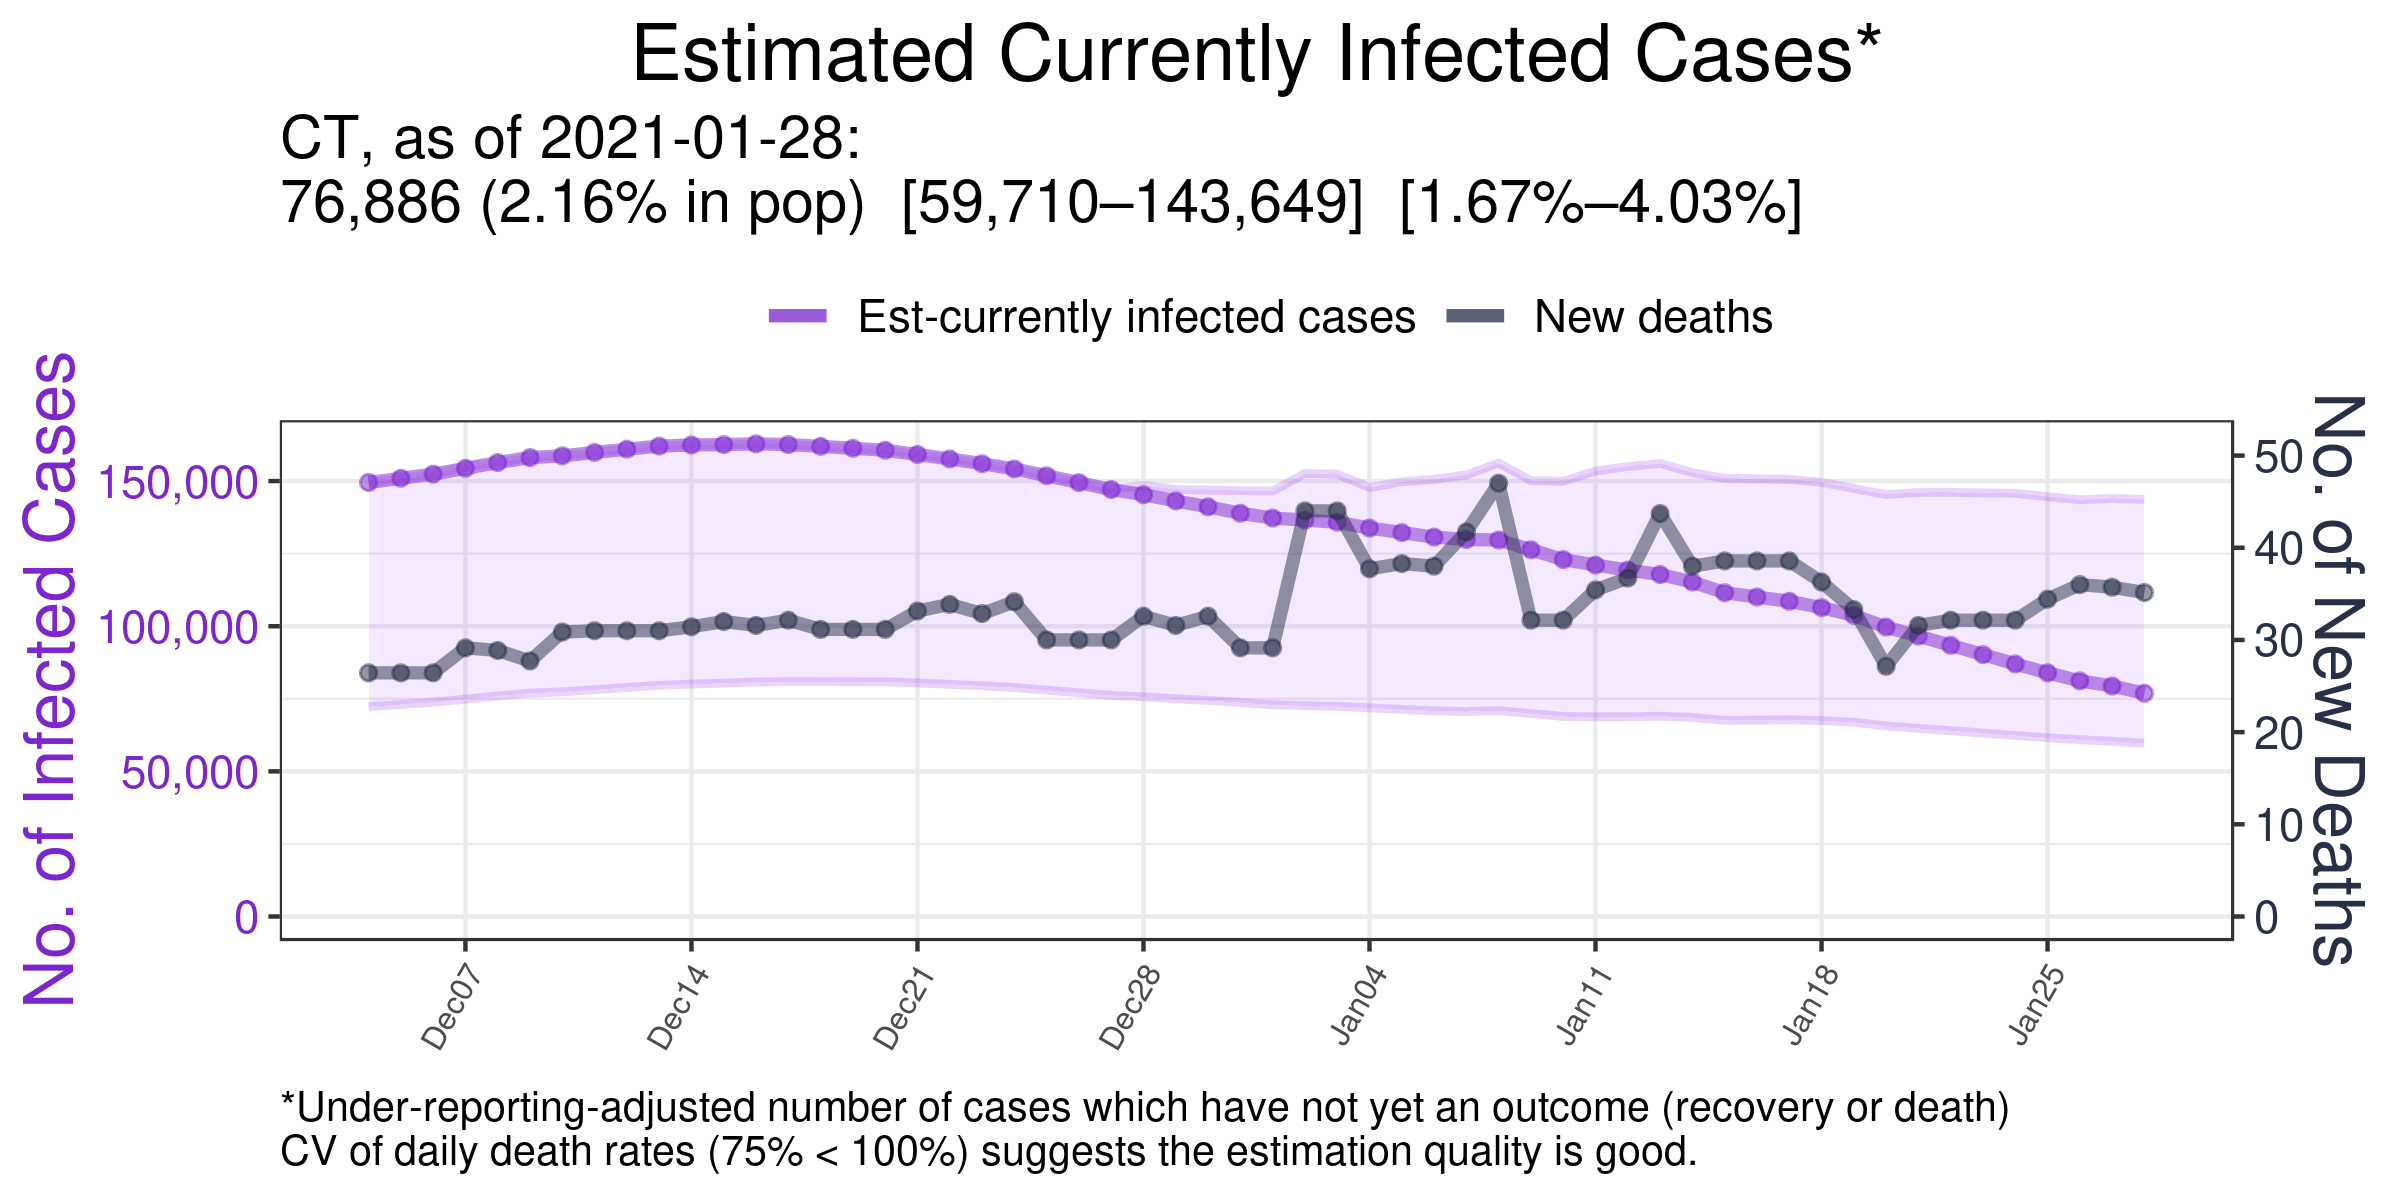 Estimated Currently Infected Cases*
CT, as of 2021-01-28:
76,886 (2.16% in pop)  [59,710–143,649]  [1.67%–4.03%]
Est-currently infected cases
New deaths
No. of Infected Cases
150,000
100,000
50,000
0
50
40
30
20
10
0
No. of New Deaths
Dec07
Dec14
Dec21
Dec28
Jan04
Jan11
Jan18
Jan25
*Under-reporting-adjusted number of cases which have not yet an outcome (recovery or death)
CV of daily death rates (75% < 100%) suggests the estimation quality is good.